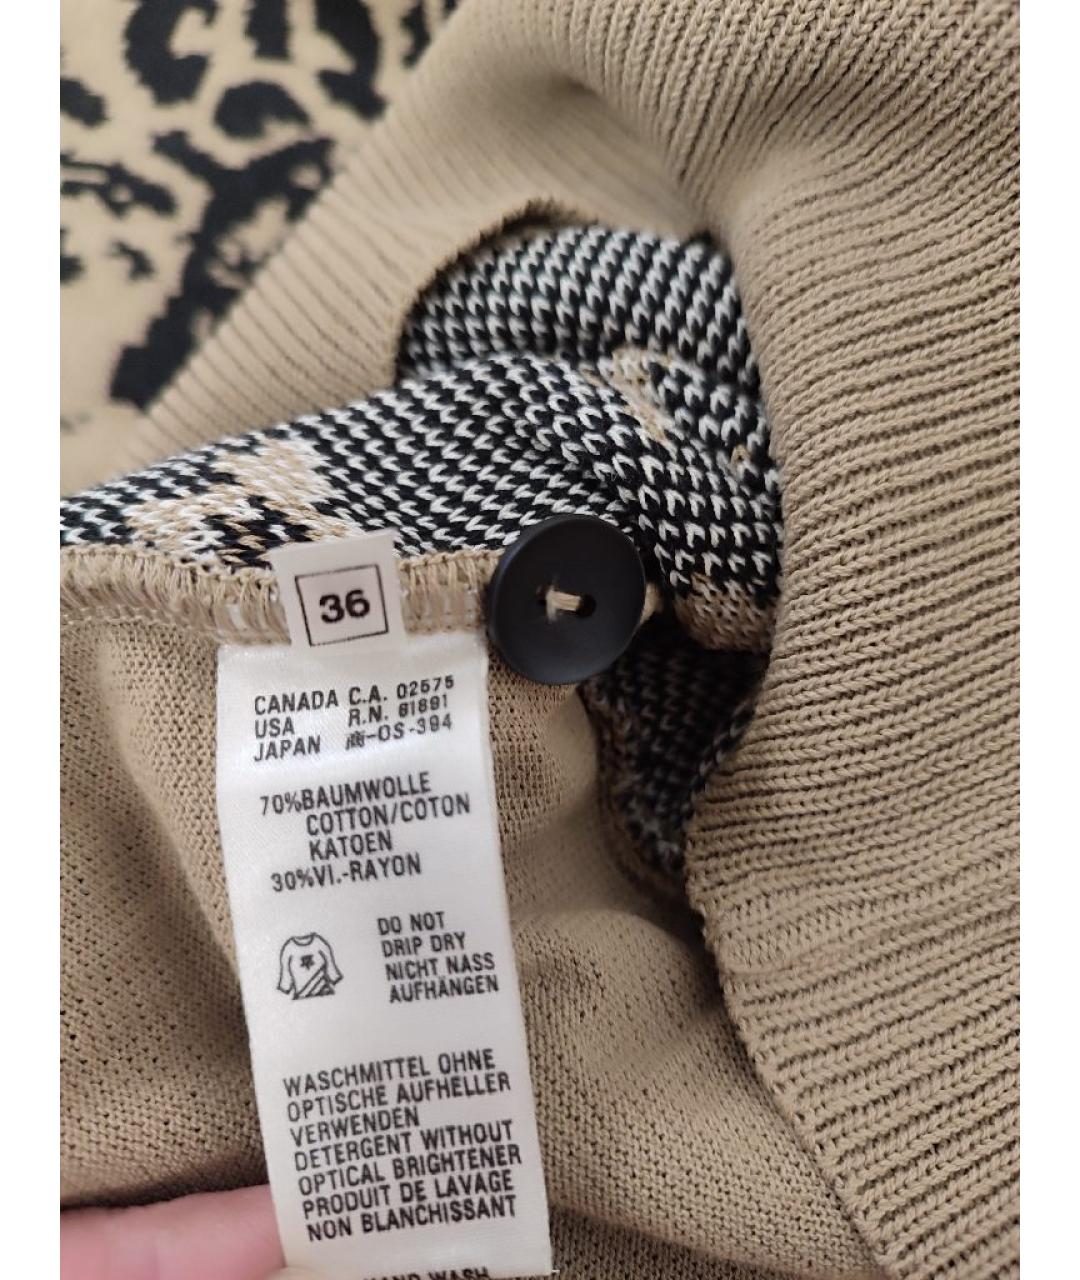 36
CANADA C.A. 02575
USA R.N. 81891
JAPAN 商-OS-394
70%BAUMWOLLE
COTTON/COTON
KATOEN
30%VI.-RAYON
DO NOT
DRIP DRY
NICHT NASS
AUFHÄNGEN
WASCHMITTEL OHNE
OPTISCHE AUFHELLER
VERWENDEN
DETERGENT WITHOUT
OPTICAL BRIGHTENER
PRODUIT DE LAVAGE
NON BLANCHISSANT
HAND WASH